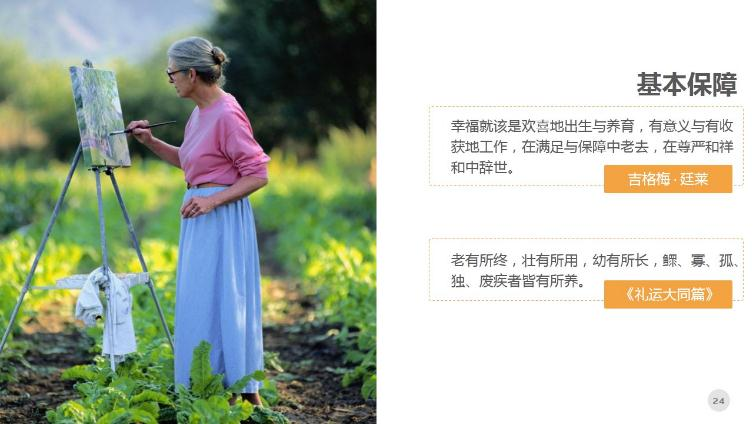 基本保障
幸福就该是欢喜地出生与养育，有意义与有收
获地工作，在满足与保障中老去，在尊严和祥
和中辞世。
吉格梅·廷莱
老有所终，壮有所用，幼有所长，鳏、寡、孤、
独、废疾者皆有所养。
《礼运大同篇》
24